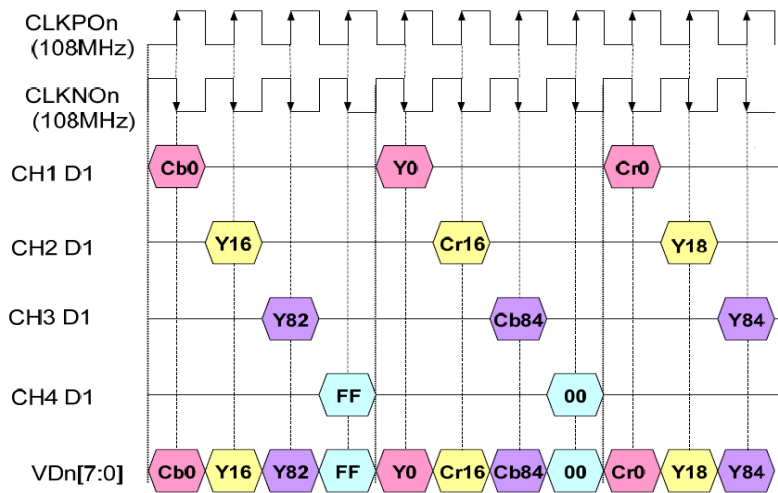 CLKPOn
(108MHz)
CLKNOn
(108MHz)
CH1 D1 Cb0 Y0 Cr0
CH2 D1 Y16 Cr16 Y18
CH3 D1 Y82 Cb84 Y84
CH4 D1 FF 00
VDn[7:0] Cb0 Y16 Y82 FF Y0 Cr16 Cb84 00 Cr0 Y18 Y84